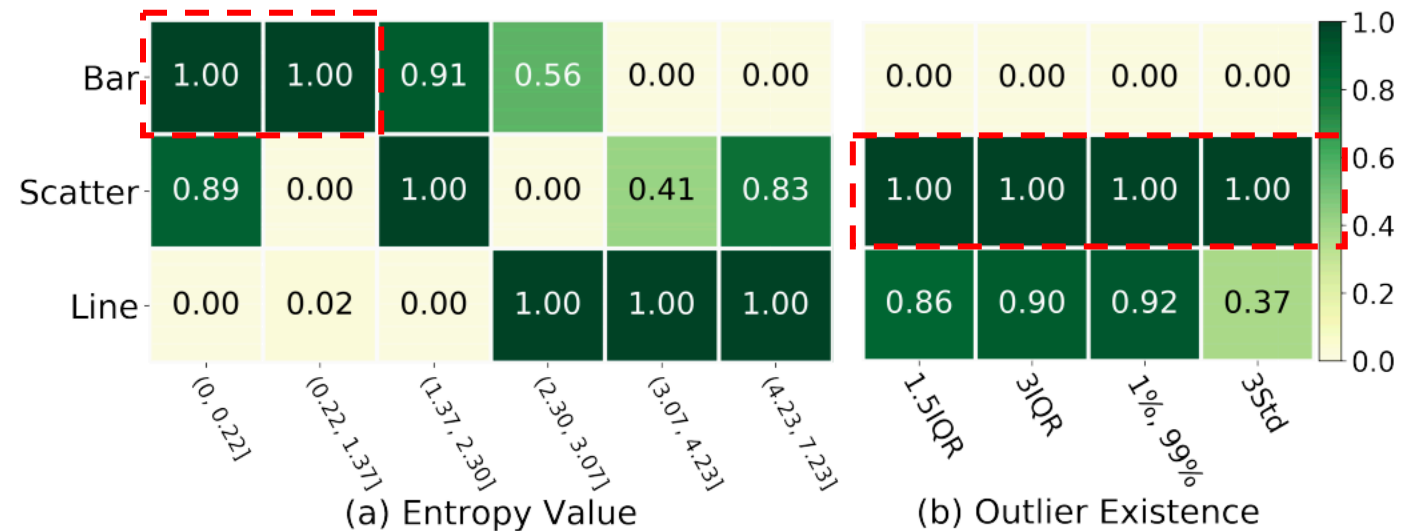 Bar 1.00 1.00 0.91 0.56 0.00 0.00 0.00 0.00 0.00 0.00
Scatter 0.89 0.00 1.00 0.00 0.41 0.83 1.00 1.00 1.00 1.00
Line 0.00 0.02 0.00 1.00 1.00 1.00 0.86 0.90 0.92 0.37
1.0
0.8
0.6
0.4
0.2
0.0
(0, 0.22] (0.22, 1.37] (1.37, 2.30] (2.30, 3.07] (3.07, 4.23] (4.23, 7.23] 1.5IQR 3IQR 1%, 99% 3Std
(a) Entropy Value (b) Outlier Existence